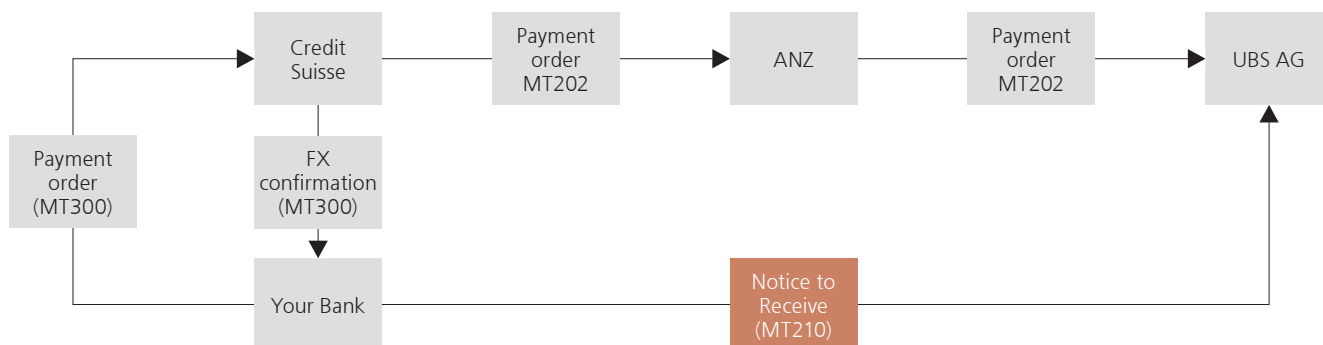 Credit
Suisse
Payment
order
MT202
ANZ
Payment
order
MT202
UBS AG
Payment
order
(MT300)
FX
confirmation
(MT300)
Your Bank
Notice to
Receive
(MT210)